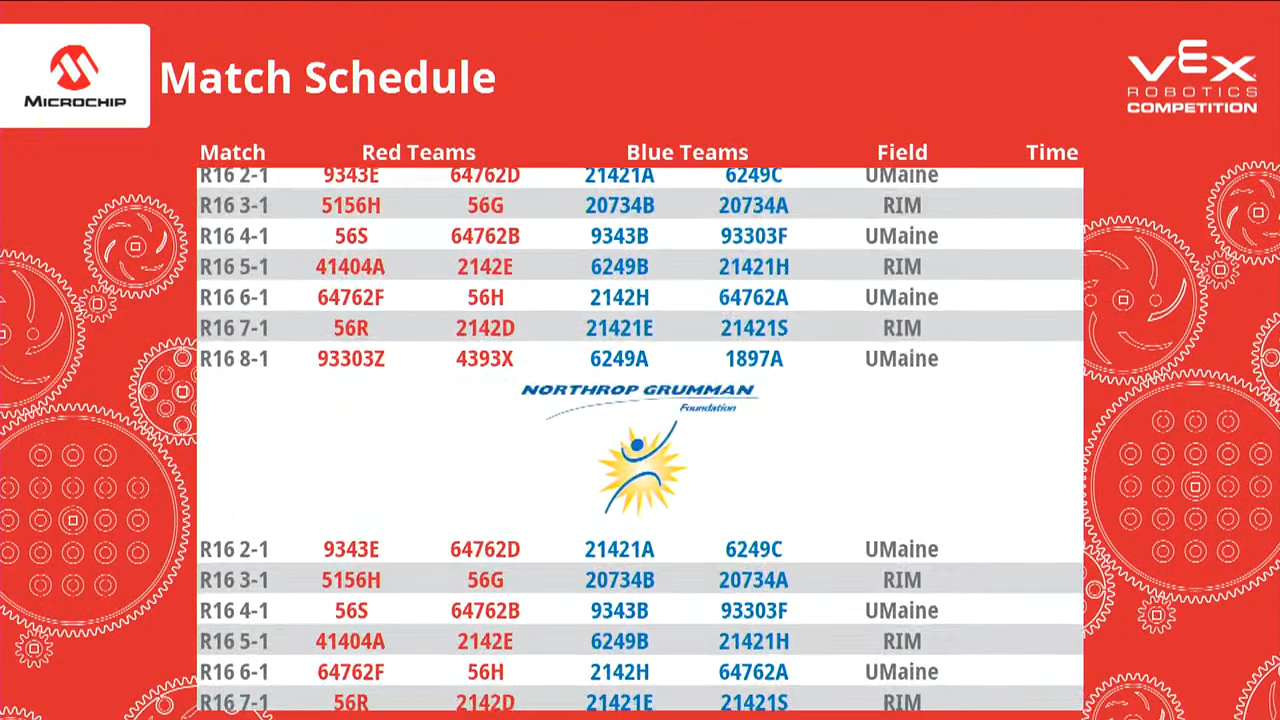 MICROCHIP
Match Schedule
VEX
ROBOTICS
COMPETITION
Match Red Teams Blue Teams Field Time
R16 2-1 9343E 64762D 21421A 6249C UMaine
R16 3-1 5156H 56G 20734B 20734A RIM
R16 4-1 56S 64762B 9343B 93303F UMaine
R16 5-1 41404A 2142E 6249B 21421H RIM
R16 6-1 64762F 56H 2142H 64762A UMaine
R16 7-1 56R 2142D 21421E 21421S RIM
R16 8-1 93303Z 4393X 6249A 1897A UMaine
NORTHROP GRUMMAN
Foundation
R16 2-1 9343E 64762D 21421A 6249C UMaine
R16 3-1 5156H 56G 20734B 20734A RIM
R16 4-1 56S 64762B 9343B 93303F UMaine
R16 5-1 41404A 2142E 6249B 21421H RIM
R16 6-1 64762F 56H 2142H 64762A UMaine
R16 7-1 56R 2142D 21421E 21421S RIM